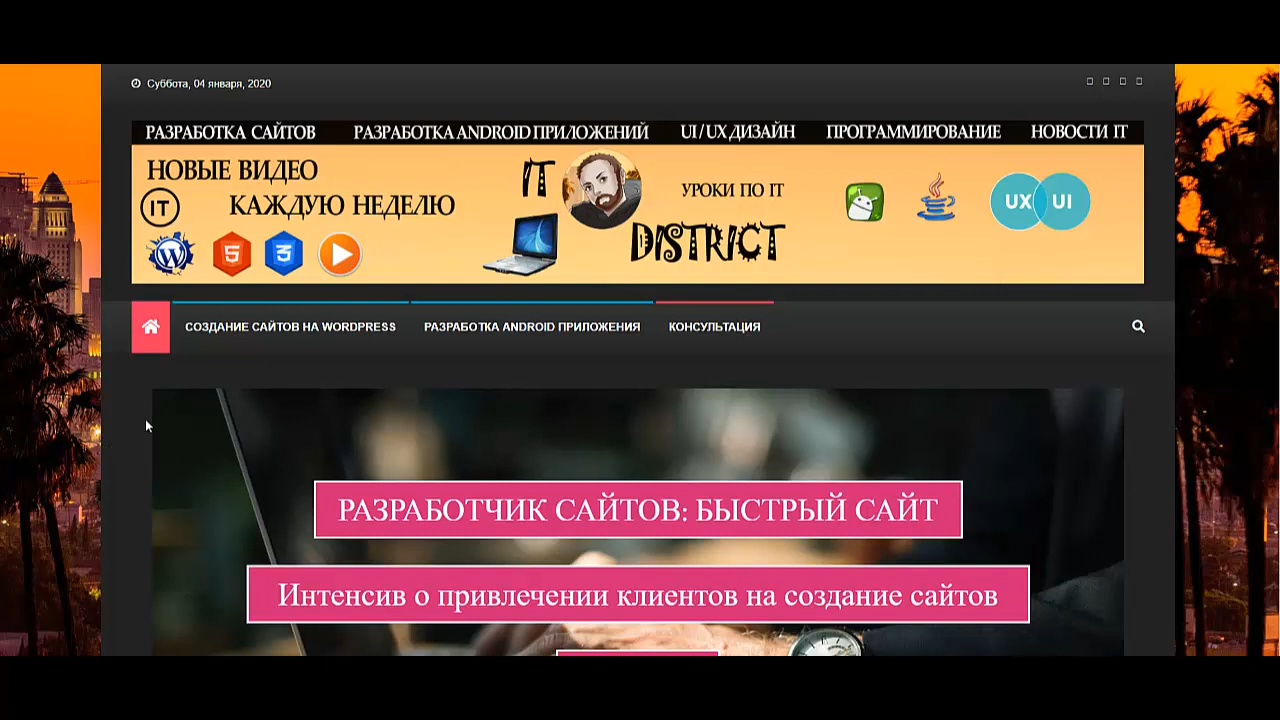 Суббота, 04 января, 2020
РАЗРАБОТКА САЙТОВ РАЗРАБОТКА ANDROID ПРИЛОЖЕНИЙ UI / UX ДИЗАЙН ПРОГРАММИРОВАНИЕ НОВОСТИ IT
НОВЫЕ ВИДЕО
IT
КАЖДУЮ НЕДЕЛЮ
W 5 3
IT
УРОКИ ПО IT
DISTRICT
UX UI
СОЗДАНИЕ САЙТОВ НА WORDPRESS РАЗРАБОТКА ANDROID ПРИЛОЖЕНИЯ КОНСУЛЬТАЦИЯ
РАЗРАБОТЧИК САЙТОВ: БЫСТРЫЙ САЙТ
Интенсив о привлечении клиентов на создание сайтов